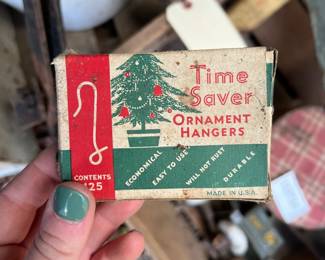 Time
Saver
ORNAMENT
HANGERS
ECONOMICAL
EASY TO USE
WILL NOT RUST
DURABLE
CONTENTS
125
MADE IN U.S.A.